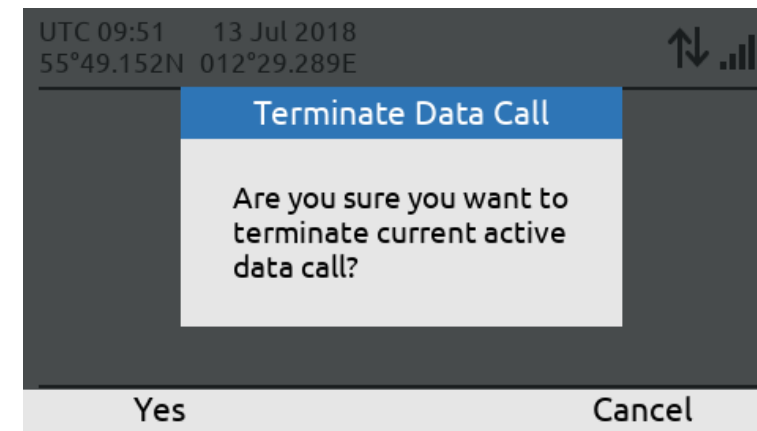 UTC 09:51 13 Jul 2018
55°49.152N 012°29.289E
Terminate Data Call
Are you sure you want to
terminate current active
data call?
Yes Cancel